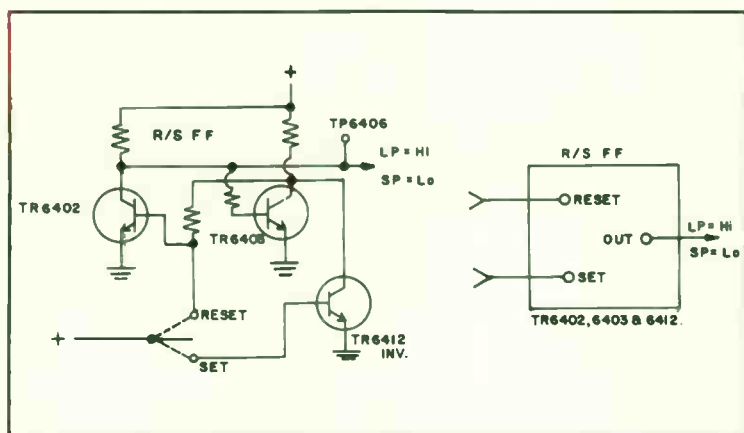 +
R/S FF
TP6406
LP = HI
SP = Lo
TR6402
TR6403
RESET
+
SET
TR6412
INV.
R/S FF
RESET
OUT
LP = Hi
SP = Lo
SET
TR6402, 6403 & 6412.